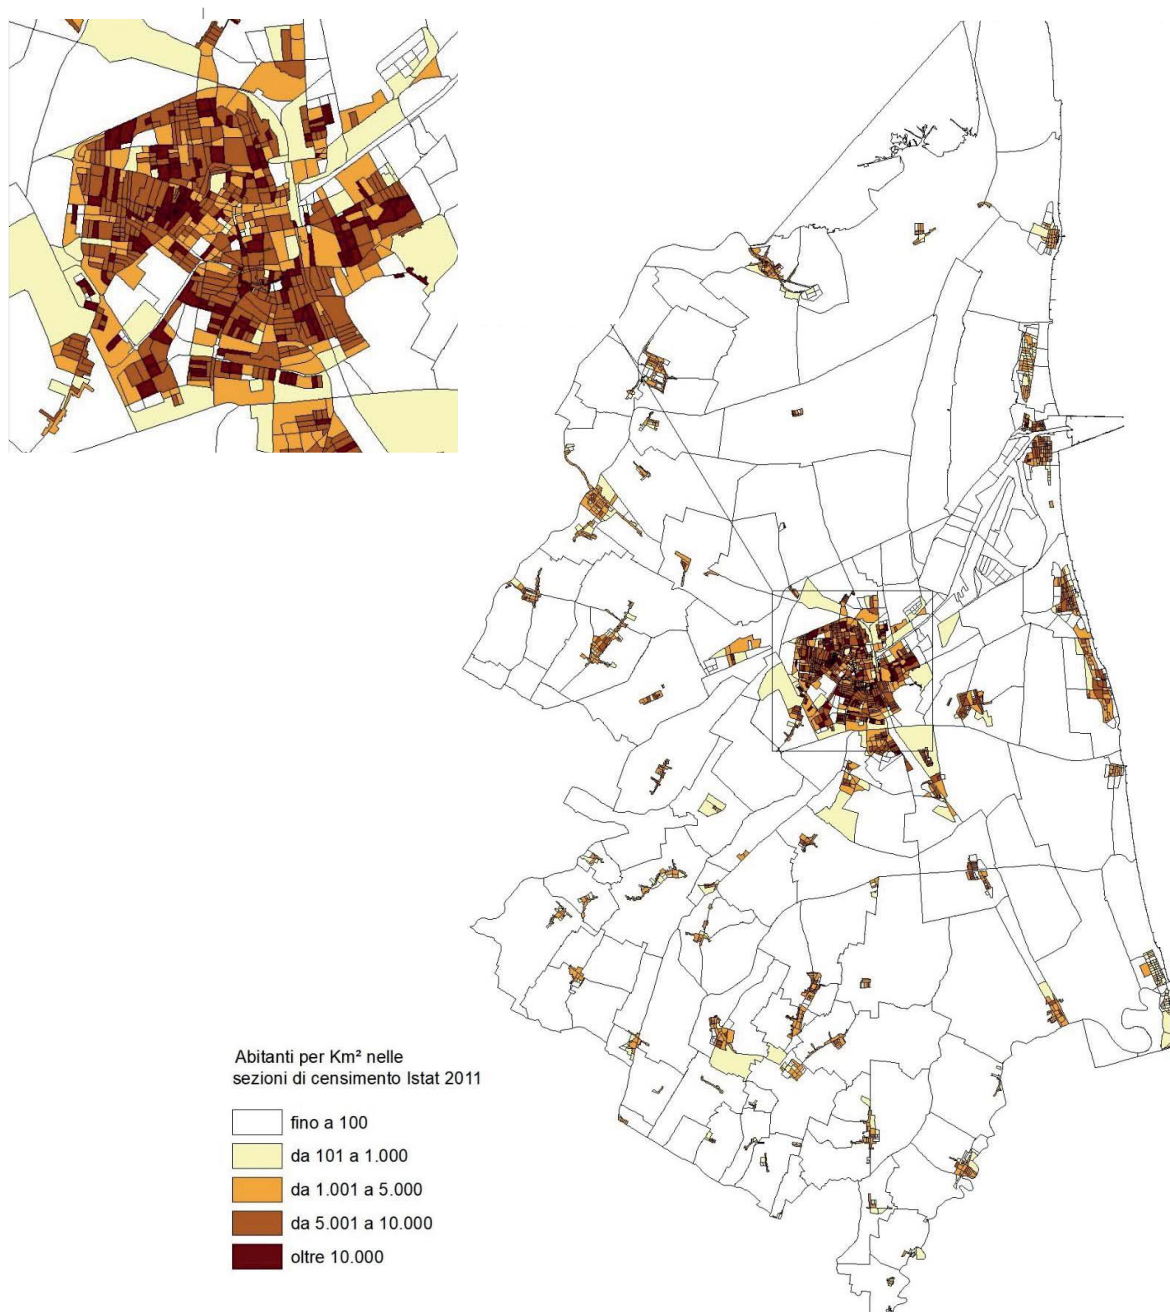 Abitanti per Km² nelle
sezioni di censimento Istat 2011
fino a 100
da 101 a 1.000
da 1.001 a 5.000
da 5.001 a 10.000
oltre 10.000